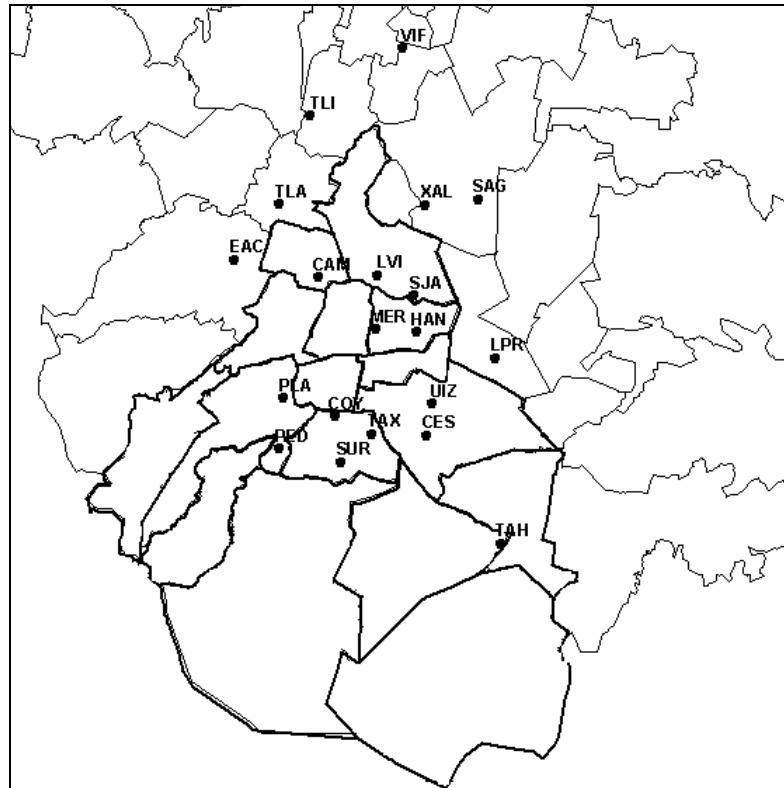 VIF
TLI
TLA
XAL
SAG
EAC
CAM
LVI
SJA
MER
HAN
LPR
PLA
UIZ
COY
TAX
CES
PED
SUR
TAH